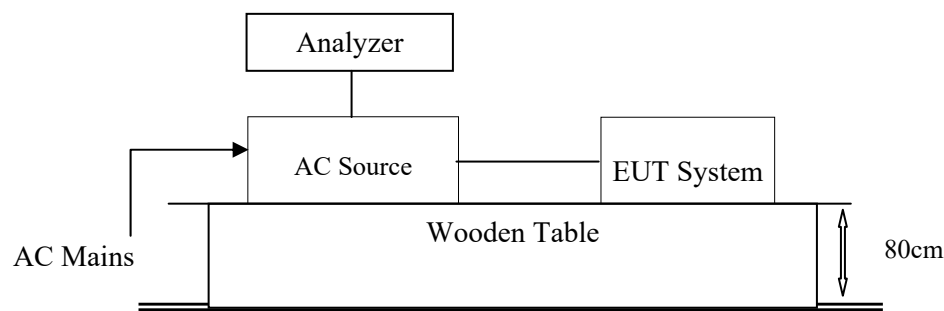 Analyzer
AC Source
EUT System
Wooden Table
AC Mains
80cm